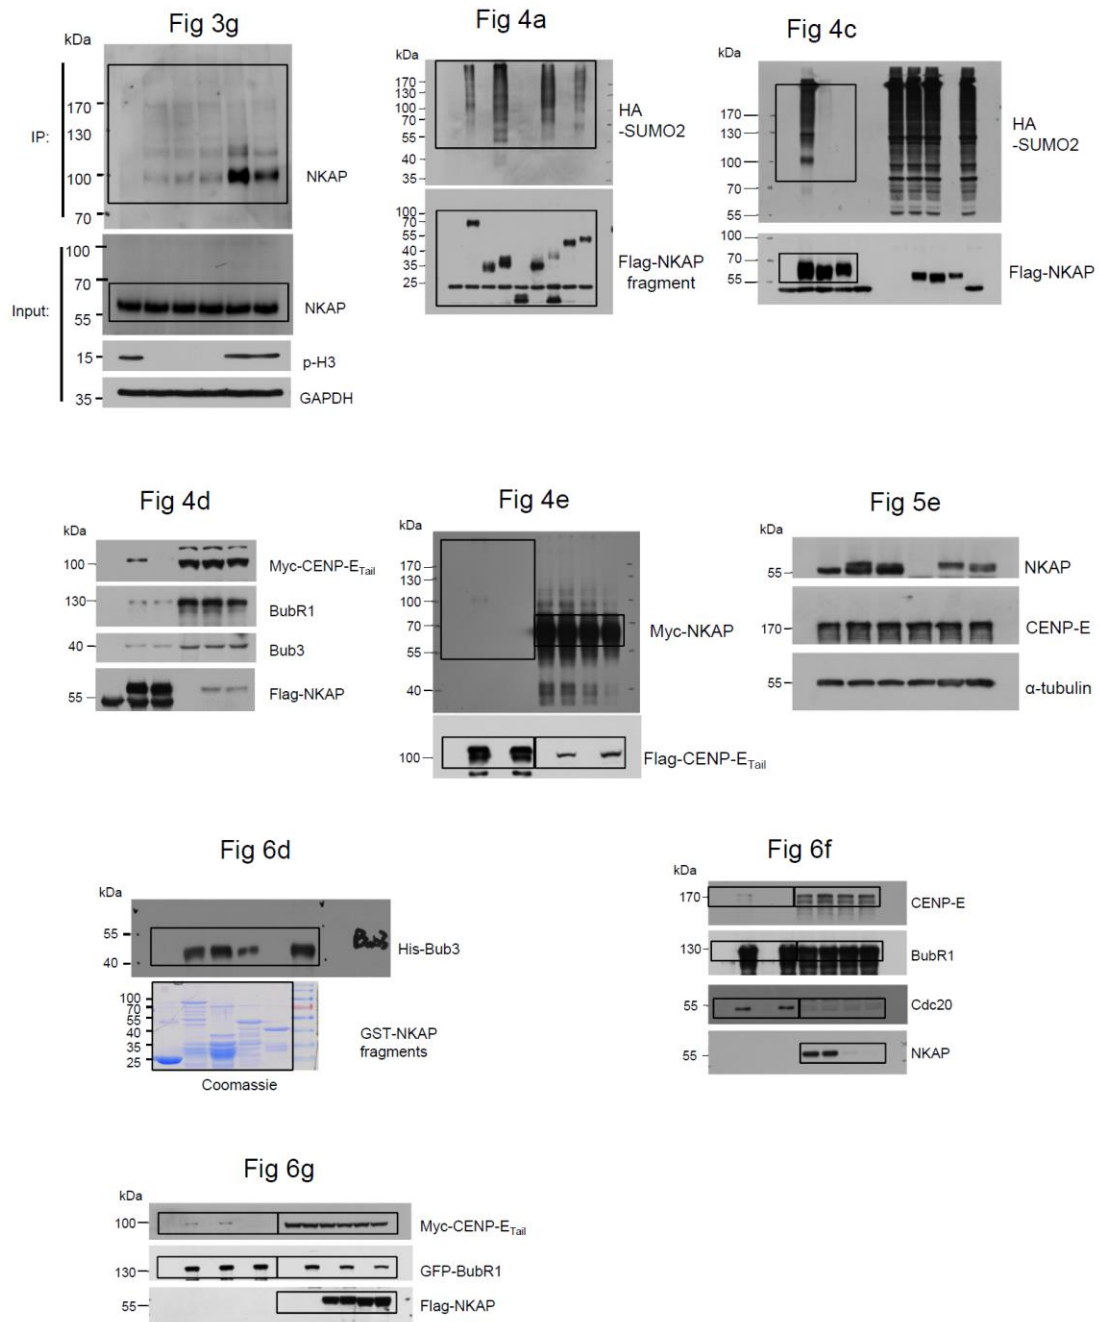 Fig 3g
kDa
IP:
170
130
100
70
NKAP
Input:
100
70
55
NKAP
15
p-H3
35
GAPDH
Fig 4a
kDa
170
130
100
70
55
40
35
HA
-SUMO2
100
70
55
40
35
25
Flag-NKAP
fragment
Fig 4c
kDa
170
130
100
70
55
HA
-SUMO2
100
70
55
Flag-NKAP
Fig 4d
kDa
100
Myc-CENP-ETail
130
BubR1
40
Bub3
55
Flag-NKAP
Fig 4e
kDa
170
130
100
70
55
40
Myc-NKAP
100
Flag-CENP-ETail
Fig 5e
kDa
55
NKAP
170
CENP-E
55
α-tubulin
Fig 6d
kDa
55
40
Bub3
His-Bub3
100
70
55
40
35
25
GST-NKAP
fragments
Coomassie
Fig 6f
kDa
170
CENP-E
130
BubR1
55
Cdc20
55
NKAP
Fig 6g
kDa
100
Myc-CENP-ETail
130
GFP-BubR1
55
Flag-NKAP